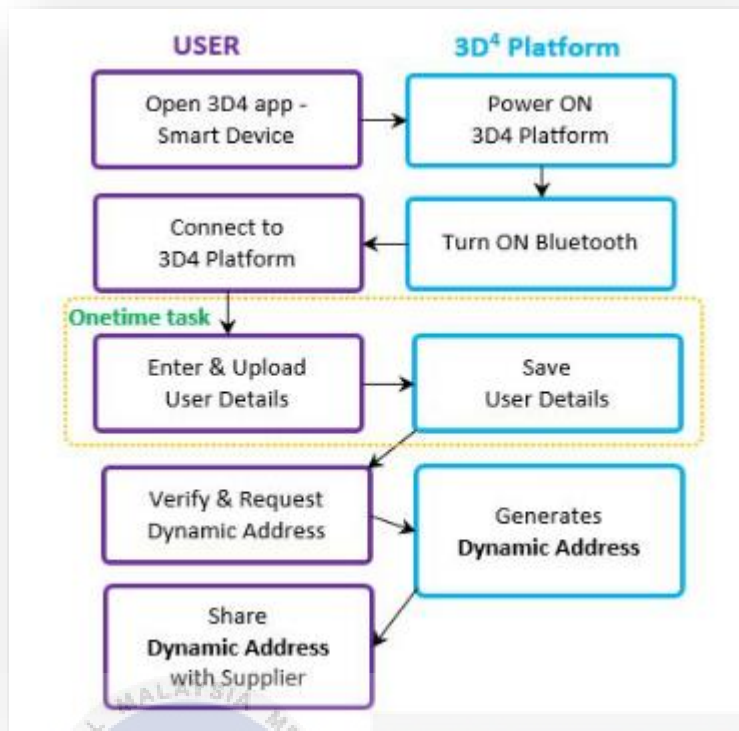 USER
3D⁴ Platform
Open 3D4 app -
Smart Device
Power ON
3D4 Platform
Connect to
3D4 Platform
Turn ON Bluetooth
Onetime task
Enter & Upload
User Details
Save
User Details
Verify & Request
Dynamic Address
Generates
Dynamic Address
Share
Dynamic Address
with Supplier
MALAYSIA